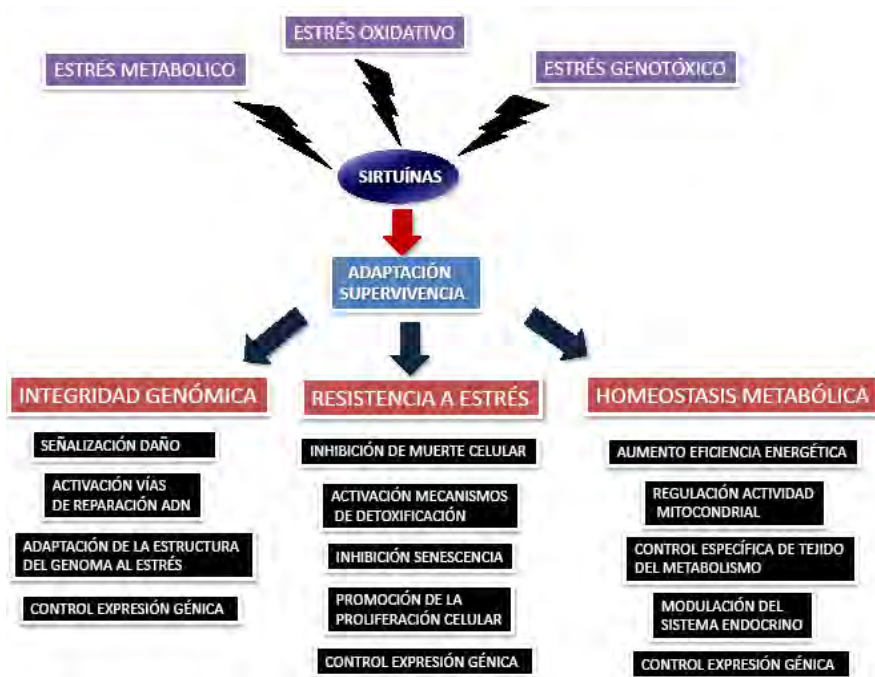 ESTRÉS OXIDATIVO
ESTRÉS METABOLICO
ESTRÉS GENOTÓXICO
SIRTUÍNAS
ADAPTACIÓN
SUPERVIVENCIA
INTEGRIDAD GENÓMICA
SEÑALIZACIÓN DAÑO
ACTIVACIÓN VÍAS
DE REPARACIÓN ADN
ADAPTACIÓN DE LA ESTRUCTURA
DEL GENOMA AL ESTRÉS
CONTROL EXPRESIÓN GÉNICA
RESISTENCIA A ESTRÉS
INHIBICIÓN DE MUERTE CELULAR
ACTIVACIÓN MECANISMOS
DE DETOXIFICACIÓN
INHIBICIÓN SENESCENCIA
PROMOCIÓN DE LA
PROLIFERACIÓN CELULAR
CONTROL EXPRESIÓN GÉNICA
HOMEOSTASIS METABÓLICA
AUMENTO EFICIENCIA ENERGÉTICA
REGULACIÓN ACTIVIDAD
MITOCONDRIAL
CONTROL ESPECÍFICA DE TEJIDO
DEL METABOLISMO
MODULACIÓN DEL
SISTEMA ENDOCRINO
CONTROL EXPRESIÓN GÉNICA